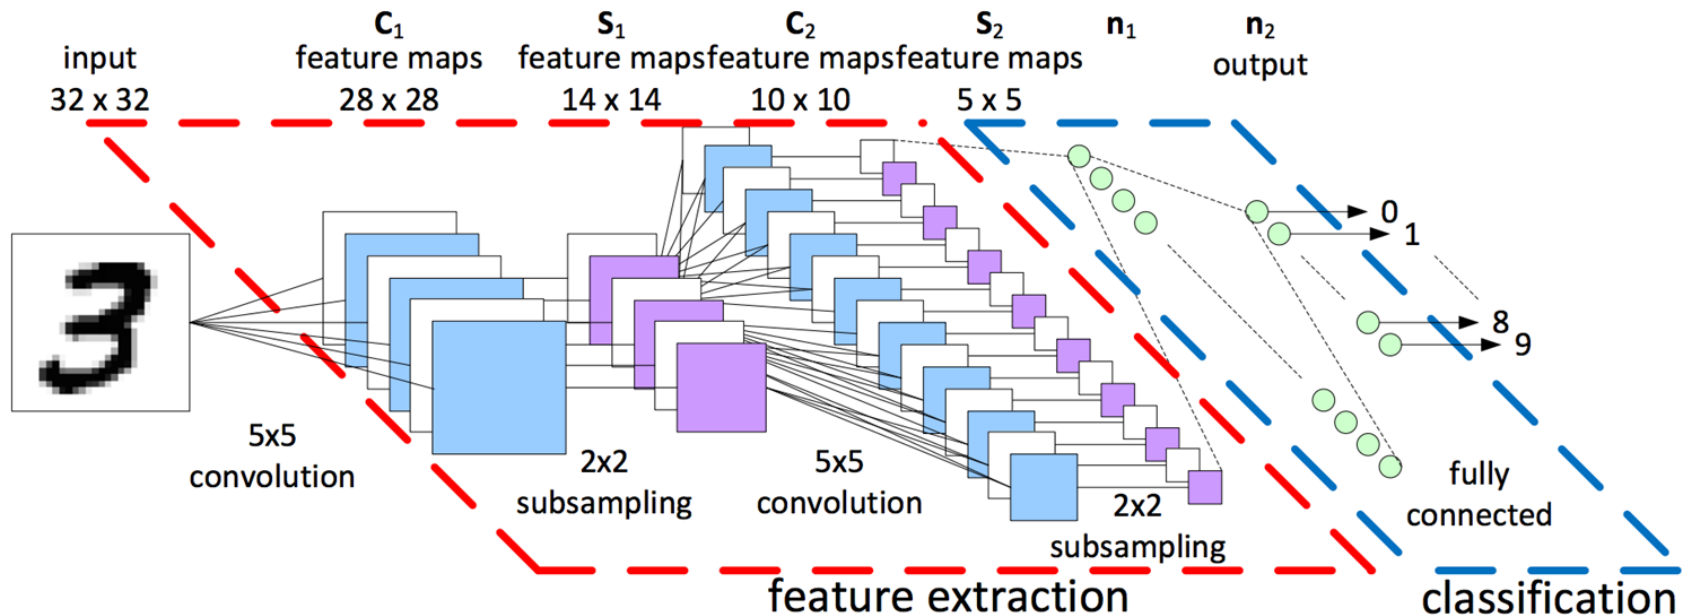 C1
S1
C2
S2
n1
n2
input
feature maps
feature maps
feature maps
feature maps
output
32 x 32
28 x 28
14 x 14
10 x 10
5 x 5
3
0
1
8
9
5x5
convolution
2x2
subsampling
5x5
convolution
2x2
subsampling
fully
connected
feature extraction
classification